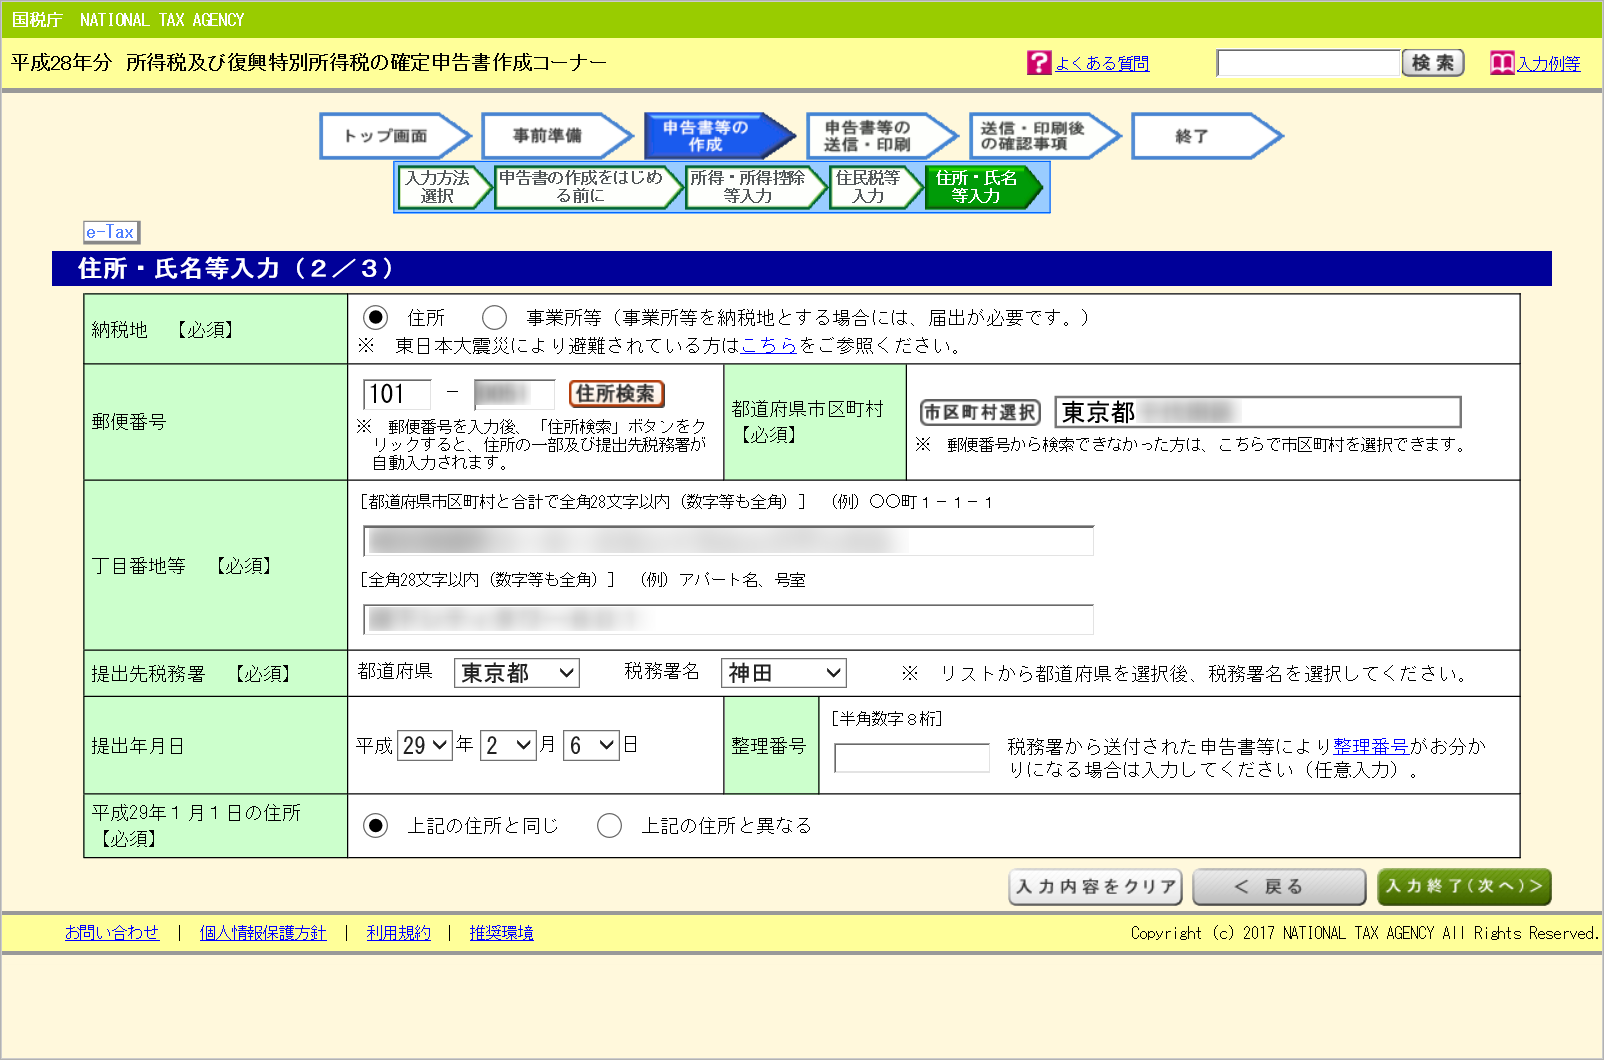 国税庁　NATIONAL TAX AGENCY
平成28年分　所得税及び復興特別所得税の確定申告書作成コーナー
よくある質問
検索
入力例等
トップ画面
事前準備
申告書等の
作成
申告書等の
送信・印刷
送信・印刷後
の確認事項
終了
入力方法
選択
申告書の作成をはじめ
る前に
所得・所得控除
等入力
住民税等
入力
住所・氏名
等入力
e-Tax
住所・氏名等入力（２／３）
納税地　【必須】
住所　事業所等（事業所等を納税地とする場合には、届出が必要です。）
※　東日本大震災により避難されている方はこちらをご参照ください。
郵便番号
101 －
住所検索
※　郵便番号を入力後、「住所検索」ボタンをク
リックすると、住所の一部及び提出先税務署が
自動入力されます。
都道府県市区町村
【必須】
市区町村選択
東京都
※　郵便番号から検索できなかった方は、こちらで市区町村を選択できます。
丁目番地等　【必須】
［都道府県市区町村と合計で全角28文字以内（数字等も全角）］　（例）〇〇町１－１－１
［全角28文字以内（数字等も全角）］　（例）アパート名、号室
提出先税務署　【必須】
都道府県　東京都　税務署名　神田　※　リストから都道府県を選択後、税務署名を選択してください。
提出年月日
平成 29 年 2 月 6 日
整理番号
［半角数字８桁］
税務署から送付された申告書等により整理番号がお分か
りになる場合は入力してください（任意入力）。
平成29年１月１日の住所
【必須】
上記の住所と同じ　上記の住所と異なる
入力内容をクリア
＜ 戻る
入力終了(次へ)＞
お問い合わせ　｜　個人情報保護方針　｜　利用規約　｜　推奨環境
Copyright (c) 2017 NATIONAL TAX AGENCY All Rights Reserved.